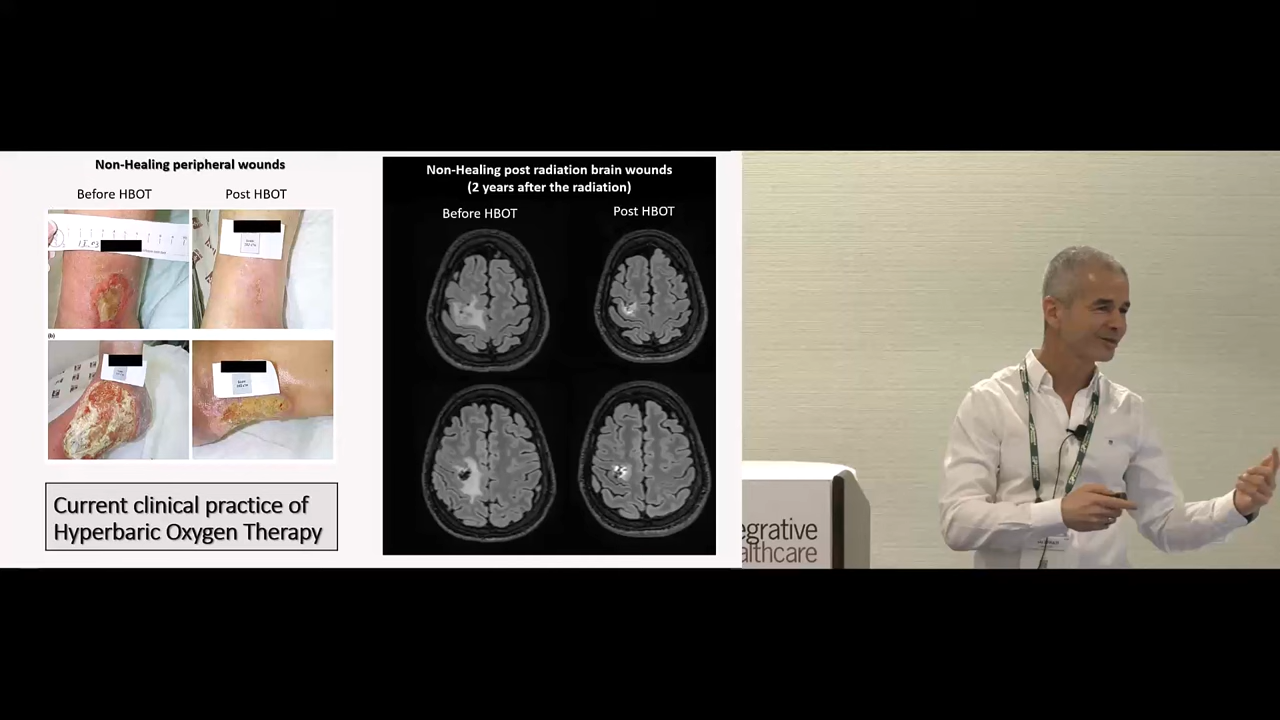 Non-Healing peripheral wounds
Before HBOT
Post HBOT
(b)
Current clinical practice of
Hyperbaric Oxygen Therapy
Non-Healing post radiation brain wounds
(2 years after the radiation)
Before HBOT
Post HBOT
egrative
althcare